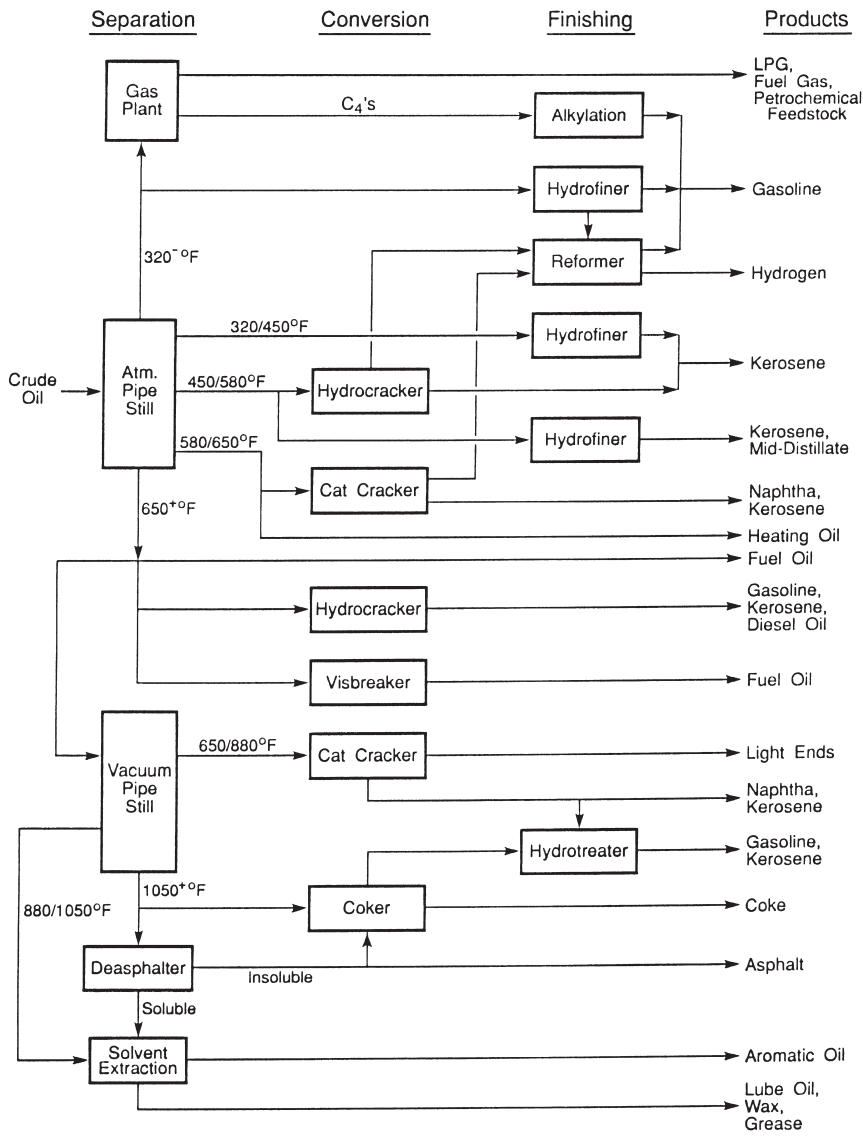 Separation
Conversion
Finishing
Products
Gas
Plant
LPG,
Fuel Gas,
Petrochemical
Feedstock
C₄'s
Alkylation
Hydrofiner
Gasoline
320⁻°F
Reformer
Hydrogen
320/450°F
Hydrofiner
Crude
Oil
Atm.
Pipe
Still
450/580°F
Hydrocracker
Kerosene
580/650°F
Hydrofiner
Kerosene,
Mid-Distillate
Cat Cracker
Naphtha,
Kerosene
650⁺°F
Heating Oil
Fuel Oil
Hydrocracker
Gasoline,
Kerosene,
Diesel Oil
Visbreaker
Fuel Oil
Vacuum
Pipe
Still
650/880°F
Cat Cracker
Light Ends
Naphtha,
Kerosene
Hydrotreater
Gasoline,
Kerosene
880/1050°F
1050⁺°F
Coker
Coke
Deasphalter
Insoluble
Asphalt
Soluble
Solvent
Extraction
Aromatic Oil
Lube Oil,
Wax,
Grease